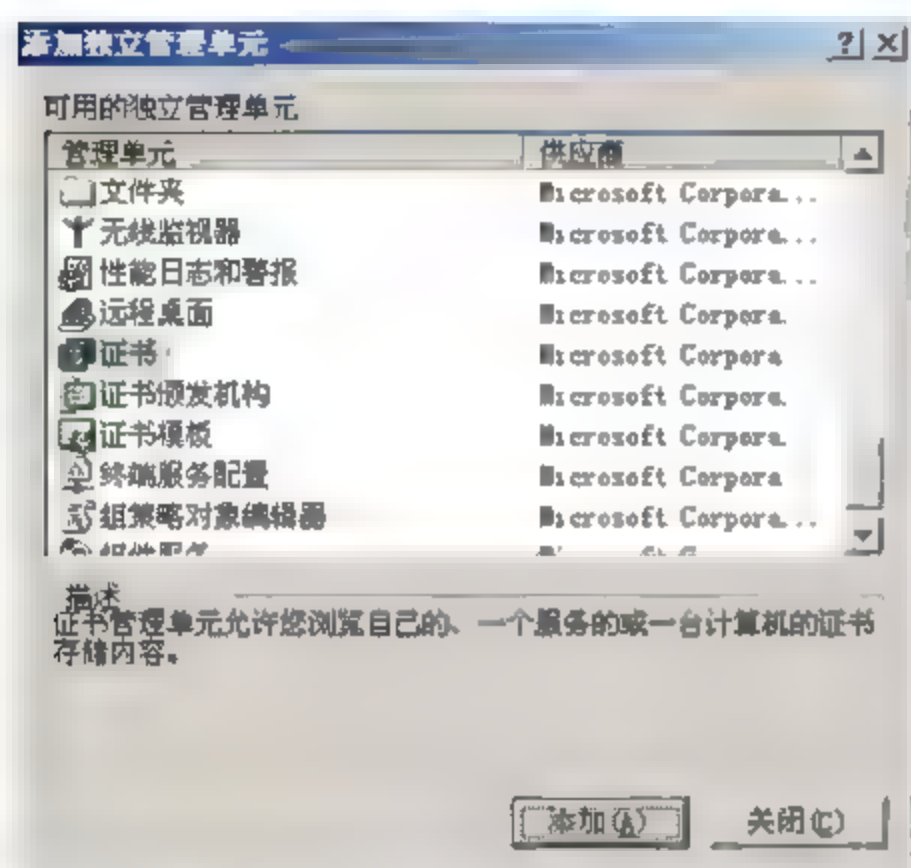 添加独立管理单元
? ×
可用的独立管理单元
管理单元 供应商
文件夹 Microsoft Corpora...
无线监视器 Microsoft Corpora...
性能日志和警报 Microsoft Corpora...
远程桌面 Microsoft Corpora.
证书 Microsoft Corpora
证书颁发机构 Microsoft Corpora.
证书模板 Microsoft Corpora.
终端服务配置 Microsoft Corpora
组策略对象编辑器 Microsoft Corpora...
组件服务
描述
证书管理单元允许您浏览自己的、一个服务的或一台计算机的证书
存储内容。
添加(A) 关闭(C)